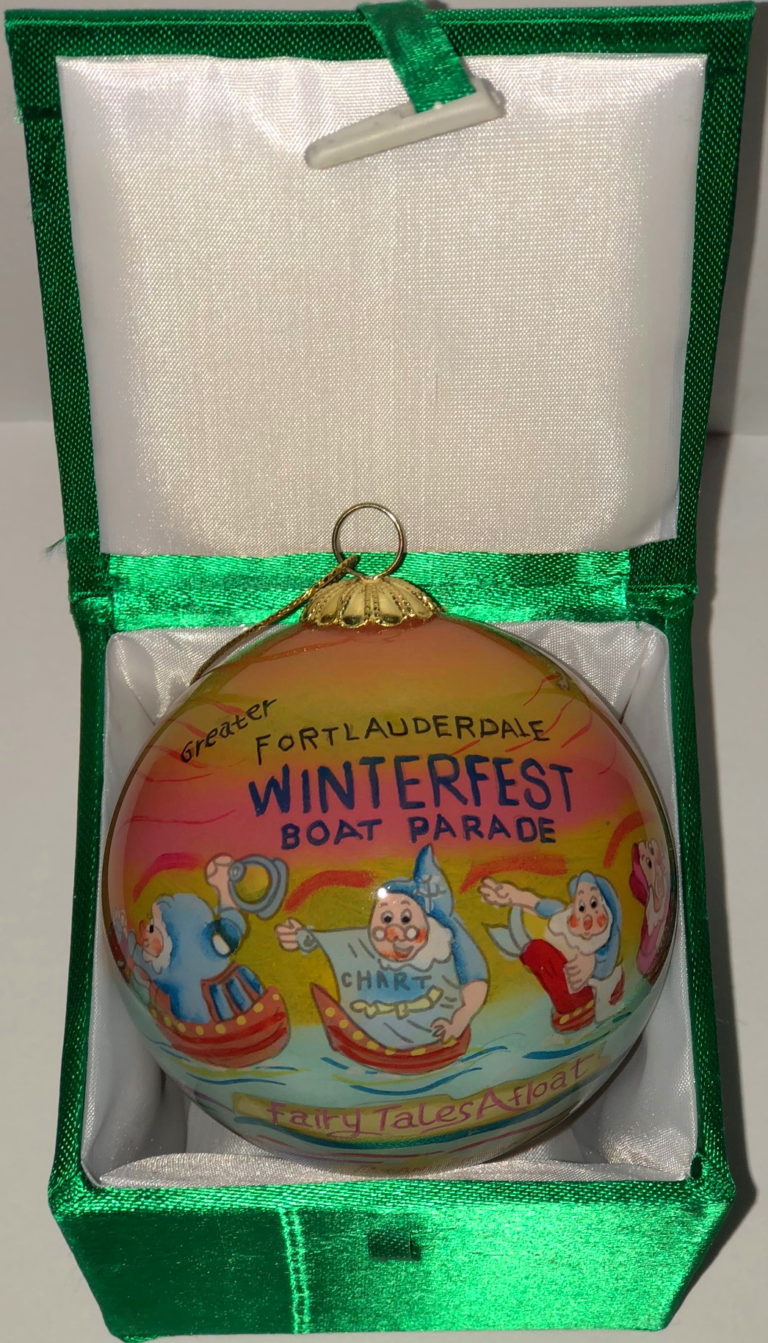 Greater
FORTLAUDERDALE
WINTERFEST
BOAT PARADE
CHART
Fairy Tales Afloat